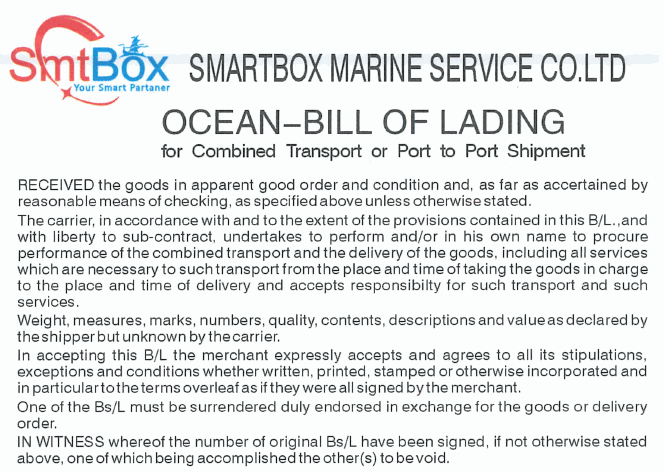 SmtBox
Your Smart Partaner
SMARTBOX MARINE SERVICE CO.LTD
OCEAN-BILL OF LADING
for Combined Transport or Port to Port Shipment
RECEIVED the goods in apparent good order and condition and, as far as accertained by
reasonable means of checking, as specified above unless otherwise stated.
The carrier, in accordance with and to the extent of the provisions contained in this B/L.,and
with liberty to sub-contract, undertakes to perform and/or in his own name to procure
performance of the combined transport and the delivery of the goods, including all services
which are necessary to such transport from the place and time of taking the goods in charge
to the place and time of delivery and accepts responsibilty for such transport and such
services.
Weight, measures, marks, numbers, quality, contents, descriptions and value as declared by
the shipper but unknown by the carrier.
In accepting this B/L the merchant expressly accepts and agrees to all its stipulations,
exceptions and conditions whether written, printed, stamped or otherwise incorporated and
in particular to the terms overleaf as if they were all signed by the merchant.
One of the Bs/L must be surrendered duly endorsed in exchange for the goods or delivery
order.
IN WITNESS whereof the number of original Bs/L have been signed, if not otherwise stated
above, one of which being accomplished the other(s) to be void.